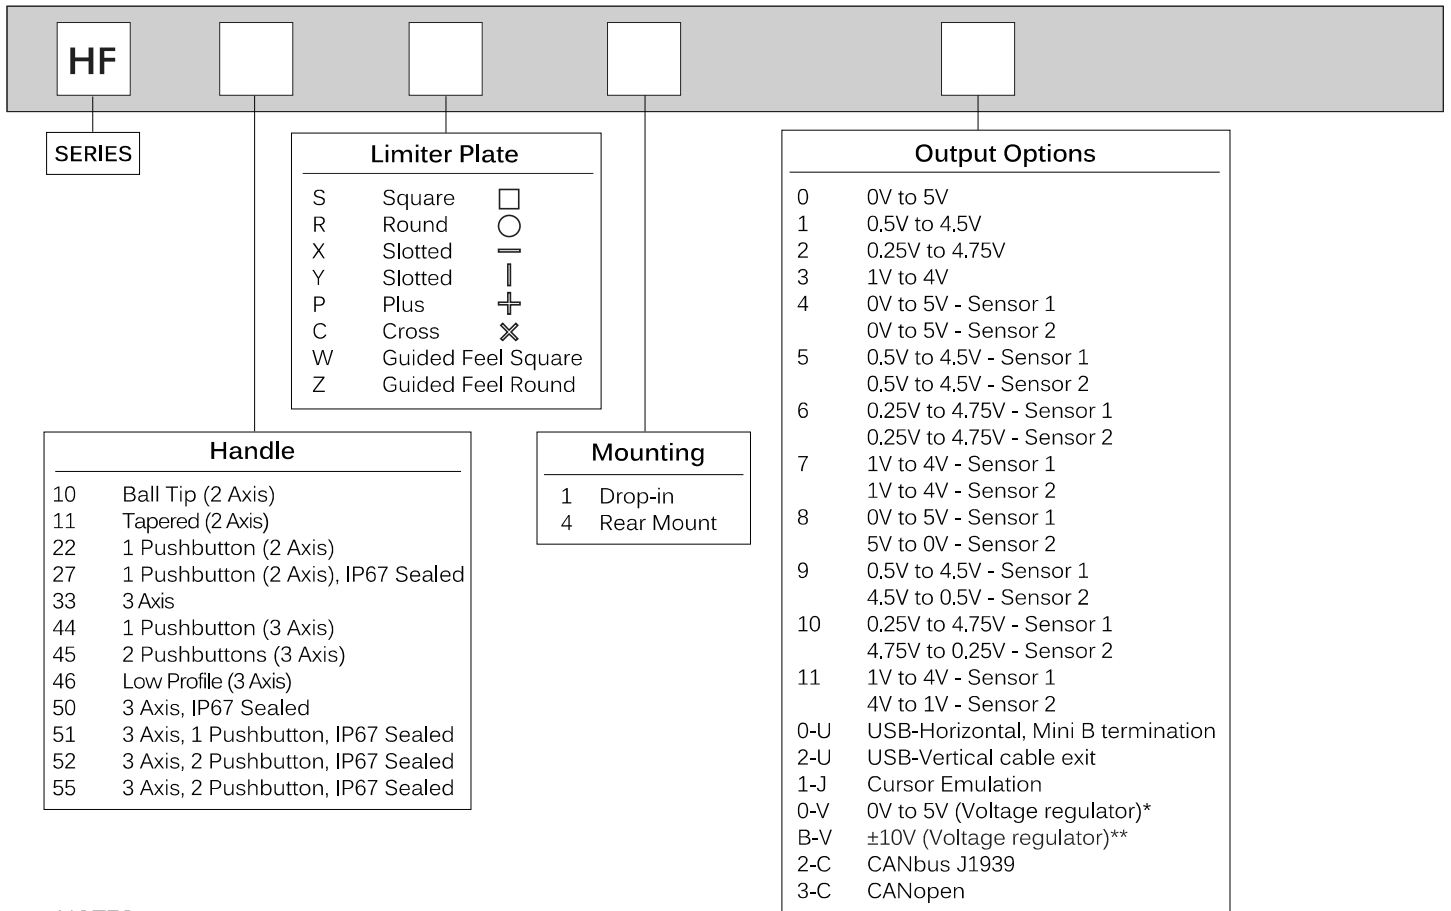 HF
SERIES
Limiter Plate
S Square
R Round
X Slotted
Y Slotted
P Plus
C Cross
W Guided Feel Square
Z Guided Feel Round
Handle
10 Ball Tip (2 Axis)
11 Tapered (2 Axis)
22 1 Pushbutton (2 Axis)
27 1 Pushbutton (2 Axis), IP67 Sealed
33 3 Axis
44 1 Pushbutton (3 Axis)
45 2 Pushbuttons (3 Axis)
46 Low Profile (3 Axis)
50 3 Axis, IP67 Sealed
51 3 Axis, 1 Pushbutton, IP67 Sealed
52 3 Axis, 2 Pushbutton, IP67 Sealed
55 3 Axis, 2 Pushbutton, IP67 Sealed
Mounting
1 Drop-in
4 Rear Mount
Output Options
0 0V to 5V
1 0.5V to 4.5V
2 0.25V to 4.75V
3 1V to 4V
4 0V to 5V - Sensor 1
0V to 5V - Sensor 2
5 0.5V to 4.5V - Sensor 1
0.5V to 4.5V - Sensor 2
6 0.25V to 4.75V - Sensor 1
0.25V to 4.75V - Sensor 2
7 1V to 4V - Sensor 1
1V to 4V - Sensor 2
8 0V to 5V - Sensor 1
5V to 0V - Sensor 2
9 0.5V to 4.5V - Sensor 1
4.5V to 0.5V - Sensor 2
10 0.25V to 4.75V - Sensor 1
4.75V to 0.25V - Sensor 2
11 1V to 4V - Sensor 1
4V to 1V - Sensor 2
0-U USB-Horizontal, Mini B termination
2-U USB-Vertical cable exit
1-J Cursor Emulation
0-V 0V to 5V (Voltage regulator)*
B-V ±10V (Voltage regulator)**
2-C CANbus J1939
3-C CANopen